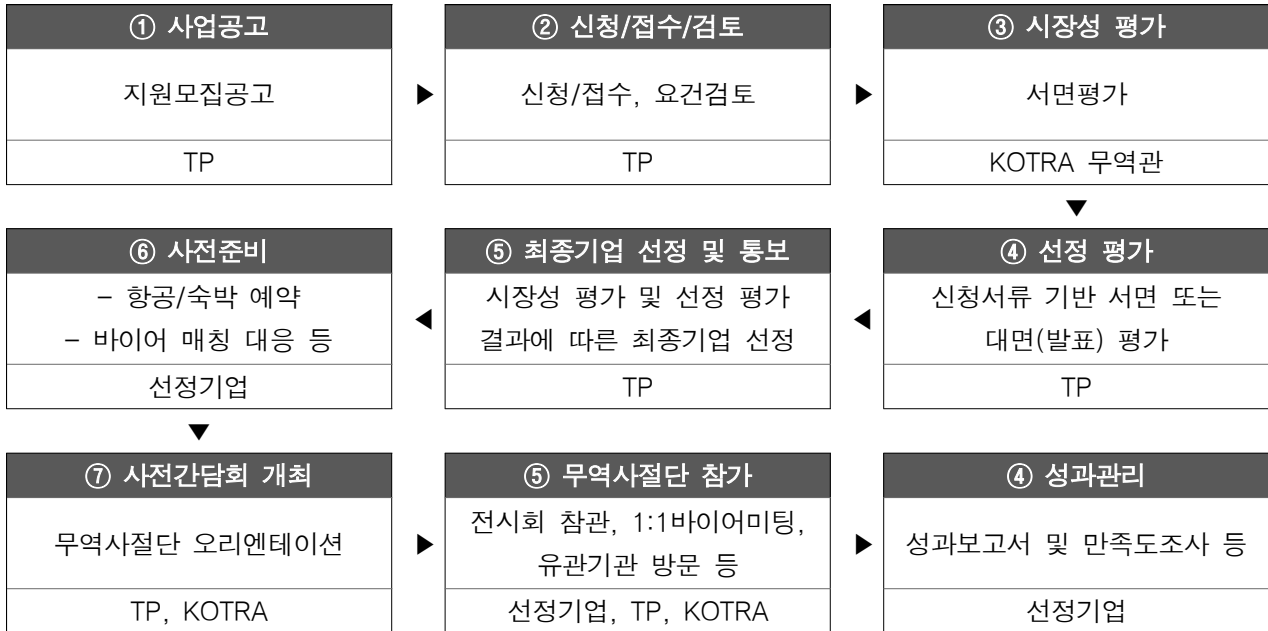 ① 사업공고
지원모집공고
TP
▶
② 신청/접수/검토
신청/접수, 요건검토
TP
▶
③ 시장성 평가
서면평가
KOTRA 무역관
▼
④ 선정 평가
신청서류 기반 서면 또는
대면(발표) 평가
TP
◀
⑤ 최종기업 선정 및 통보
시장성 평가 및 선정 평가
결과에 따른 최종기업 선정
TP
◀
⑥ 사전준비
– 항공/숙박 예약
– 바이어 매칭 대응 등
선정기업
▼
⑦ 사전간담회 개최
무역사절단 오리엔테이션
TP, KOTRA
▶
⑤ 무역사절단 참가
전시회 참관, 1:1바이어미팅,
유관기관 방문 등
선정기업, TP, KOTRA
▶
④ 성과관리
성과보고서 및 만족도조사 등
선정기업